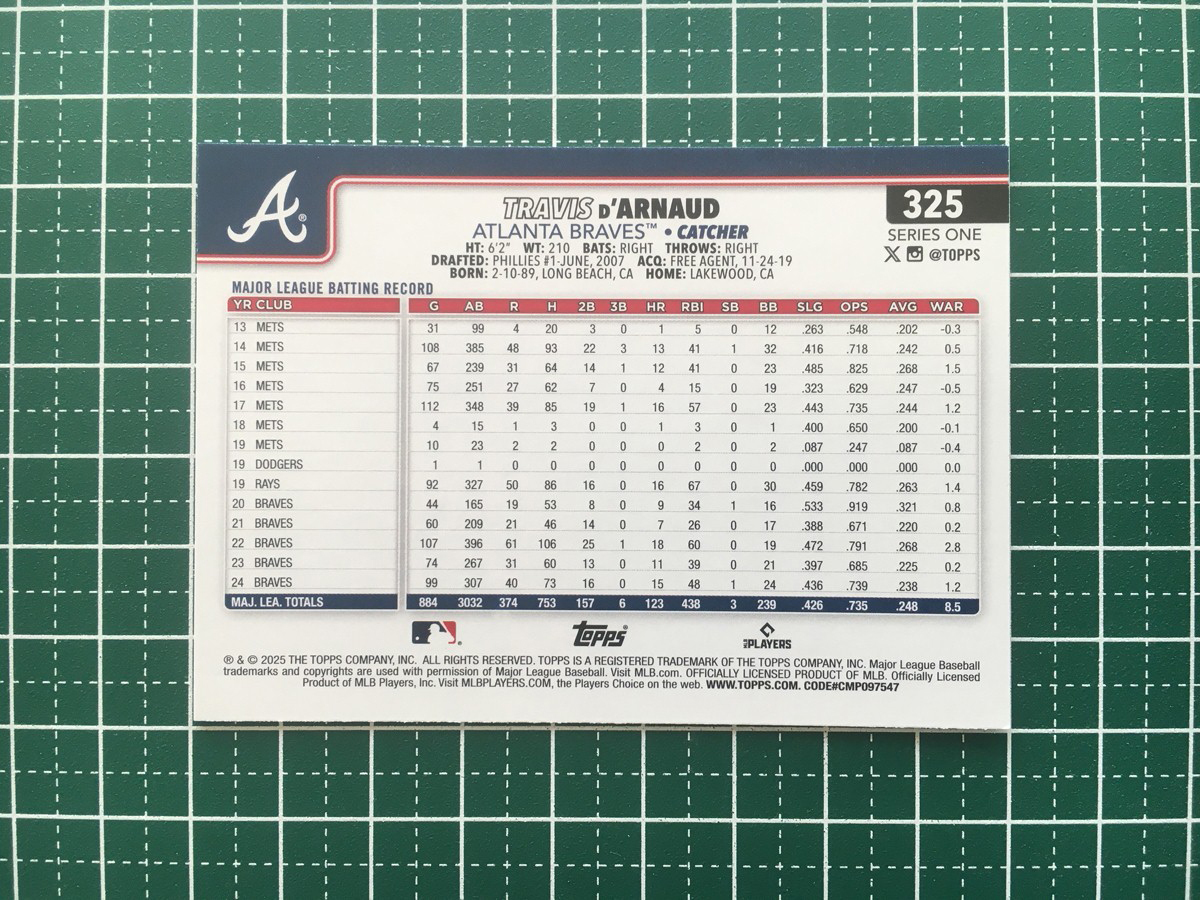 A®
325
TRAVIS D'ARNAUD
ATLANTA BRAVES™ • CATCHER
SERIES ONE
HT: 6'2" WT: 210 BATS: RIGHT THROWS: RIGHT
@TOPPS
DRAFTED: PHILLIES #1-JUNE, 2007 ACQ: FREE AGENT, 11-24-19
BORN: 2-10-89, LONG BEACH, CA HOME: LAKEWOOD, CA
MAJOR LEAGUE BATTING RECORD
YR CLUB G AB R H 2B 3B HR RBI SB BB SLG OPS AVG WAR
13 METS 31 99 4 20 3 0 1 5 0 12 .263 .548 .202 -0.3
14 METS 108 385 48 93 22 3 13 41 1 32 .416 .718 .242 0.5
15 METS 67 239 31 64 14 1 12 41 0 23 .485 .825 .268 1.5
16 METS 75 251 27 62 7 0 4 15 0 19 .323 .629 .247 -0.5
17 METS 112 348 39 85 19 1 16 57 0 23 .443 .735 .244 1.2
18 METS 4 15 1 3 0 0 1 3 0 1 .400 .650 .200 -0.1
19 METS 10 23 2 2 0 0 0 2 0 2 .087 .247 .087 -0.4
19 DODGERS 1 1 0 0 0 0 0 0 0 0 .000 .000 .000 0.0
19 RAYS 92 327 50 86 16 0 16 67 0 30 .459 .782 .263 1.4
20 BRAVES 44 165 19 53 8 0 9 34 1 16 .533 .919 .321 0.8
21 BRAVES 60 209 21 46 14 0 7 26 0 17 .388 .671 .220 0.2
22 BRAVES 107 396 61 106 25 1 18 60 0 19 .472 .791 .268 2.8
23 BRAVES 74 267 31 60 13 0 11 39 0 21 .397 .685 .225 0.2
24 BRAVES 99 307 40 73 16 0 15 48 1 24 .436 .739 .238 1.2
MAJ. LEA. TOTALS 884 3032 374 753 157 6 123 438 3 239 .426 .735 .248 8.5
Topps®
PLAYERS
® & © 2025 THE TOPPS COMPANY, INC. ALL RIGHTS RESERVED. TOPPS IS A REGISTERED TRADEMARK OF THE TOPPS COMPANY, INC. Major League Baseball
trademarks and copyrights are used with permission of Major League Baseball. Visit MLB.com. OFFICIALLY LICENSED PRODUCT OF MLB. Officially Licensed
Product of MLB Players, Inc. Visit MLBPLAYERS.COM, the Players Choice on the web. WWW.TOPPS.COM. CODE#CMP097547